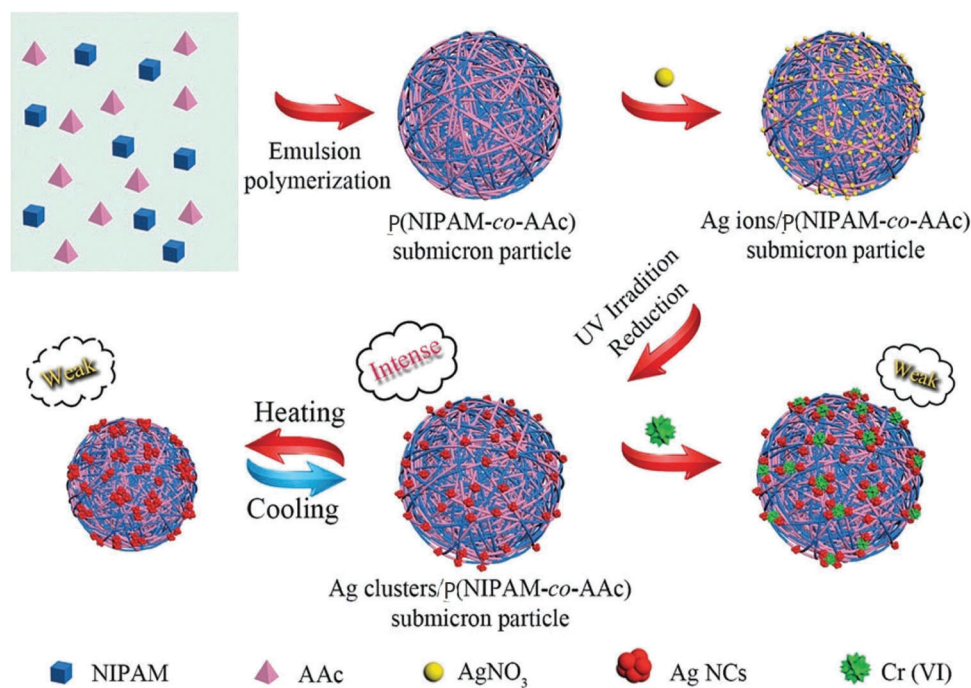 Emulsion
polymerization
P(NIPAM-co-AAc)
submicron particle
Ag ions/P(NIPAM-co-AAc)
submicron particle
UV Irradition
Reduction
Weak
Intense
Weak
Heating
Cooling
Ag clusters/P(NIPAM-co-AAc)
submicron particle
NIPAM
AAc
AgNO₃
Ag NCs
Cr (VI)